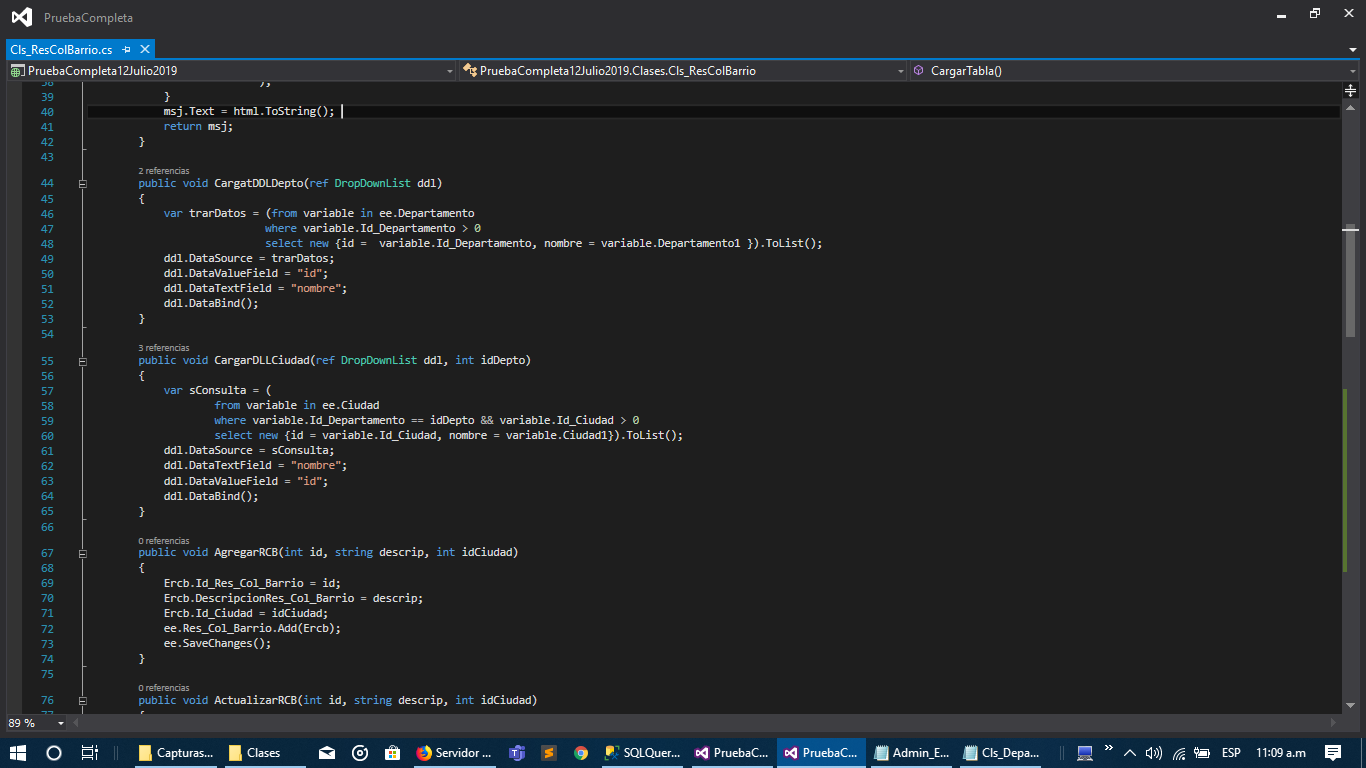 PruebaCompleta
Cls_ResColBarrio.cs
PruebaCompleta12Julio2019 PruebaCompleta12Julio2019.Clases.Cls_ResColBarrio CargarTabla()
38 );
39 }
40 msj.Text = html.ToString();
41 return msj;
42 }
43
2 referencias
44 public void CargatDDLDepto(ref DropDownList ddl)
45 {
46 var trarDatos = (from variable in ee.Departamento
47 where variable.Id_Departamento > 0
48 select new {id =  variable.Id_Departamento, nombre = variable.Departamento1 }).ToList();
49 ddl.DataSource = trarDatos;
50 ddl.DataValueField = "id";
51 ddl.DataTextField = "nombre";
52 ddl.DataBind();
53 }
54
3 referencias
55 public void CargarDLLCiudad(ref DropDownList ddl, int idDepto)
56 {
57 var sConsulta = (
58 from variable in ee.Ciudad
59 where variable.Id_Departamento == idDepto && variable.Id_Ciudad > 0
60 select new {id = variable.Id_Ciudad, nombre = variable.Ciudad1}).ToList();
61 ddl.DataSource = sConsulta;
62 ddl.DataTextField = "nombre";
63 ddl.DataValueField = "id";
64 ddl.DataBind();
65 }
66
0 referencias
67 public void AgregarRCB(int id, string descrip, int idCiudad)
68 {
69 Ercb.Id_Res_Col_Barrio = id;
70 Ercb.DescripcionRes_Col_Barrio = descrip;
71 Ercb.Id_Ciudad = idCiudad;
72 ee.Res_Col_Barrio.Add(Ercb);
73 ee.SaveChanges();
74 }
75
0 referencias
76 public void ActualizarRCB(int id, string descrip, int idCiudad)
77 {
89 %
Capturas... Clases Servidor ... SQLQuer... PruebaC... PruebaC... Admin_E... Cls_Depa... ESP 11:09 a.m